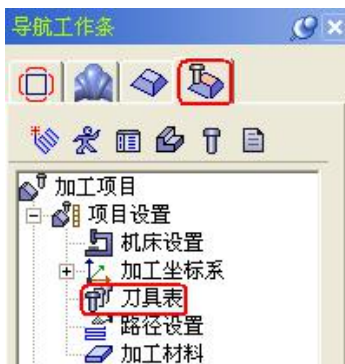 导航工作条
加工项目
项目设置
机床设置
加工坐标系
刀具表
路径设置
加工材料